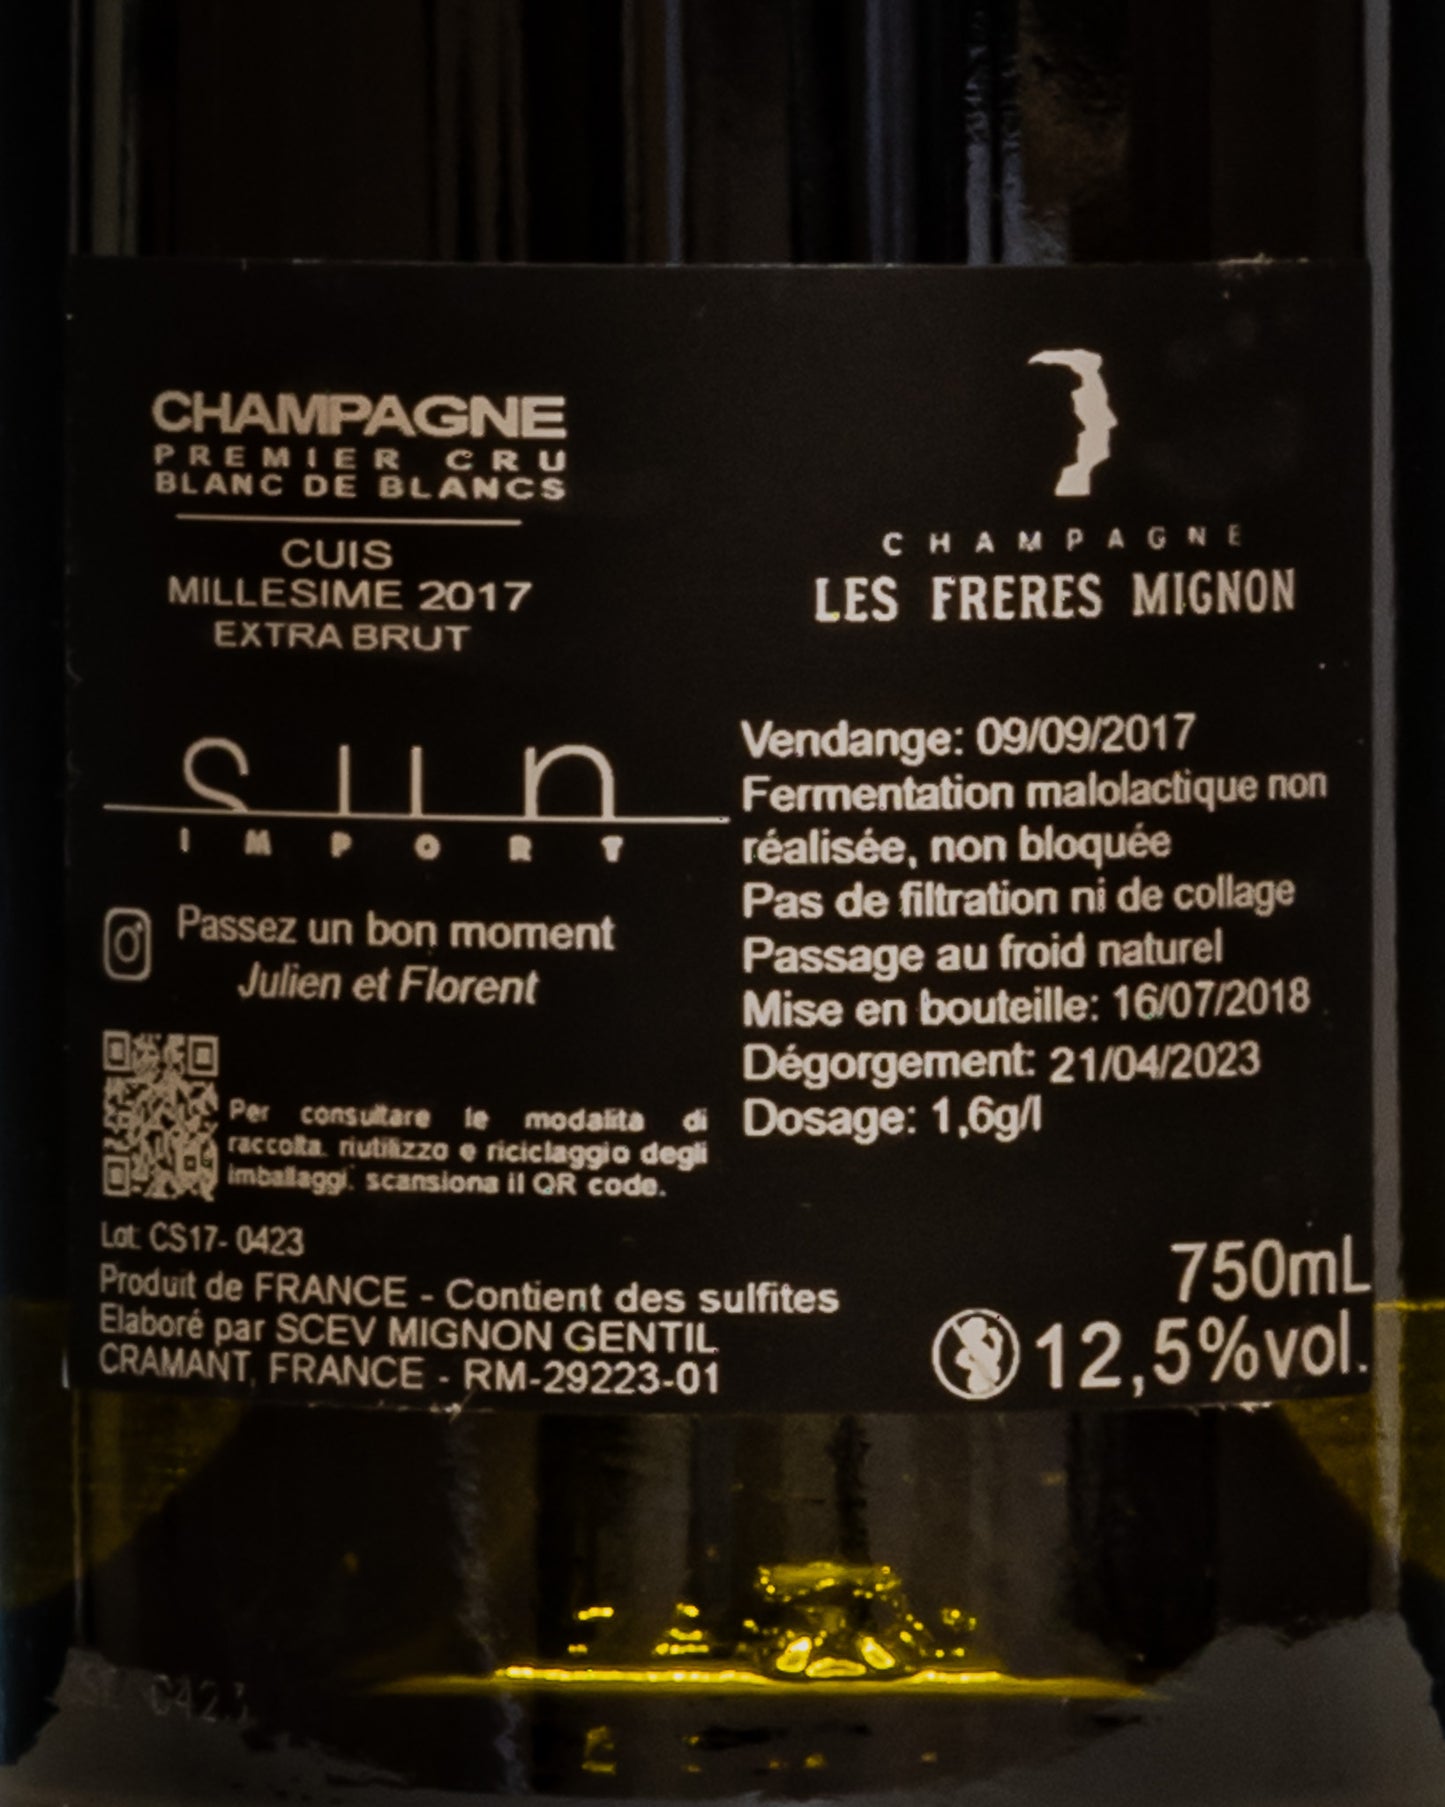 CHAMPAGNE
PREMIER CRU
BLANC DE BLANCS
CUIS
MILLESIME 2017
EXTRA BRUT
CHAMPAGNE
LES FRERES MIGNON
sun
IMPORT
Passez un bon moment
Julien et Florent
Vendange: 09/09/2017
Fermentation malolactique non
réalisée, non bloquée
Pas de filtration ni de collage
Passage au froid naturel
Mise en bouteille: 16/07/2018
Dégorgement: 21/04/2023
Dosage: 1,6g/l
Per consultare le modalita di
raccolta. riutilizzo e riciclaggio degli
imballaggi. scansiona il QR code.
Lot. CS17- 0423
Produit de FRANCE - Contient des sulfites
Elaboré par SCEV MIGNON GENTIL
CRAMANT, FRANCE - RM-29223-01
750mL
12,5%vol.